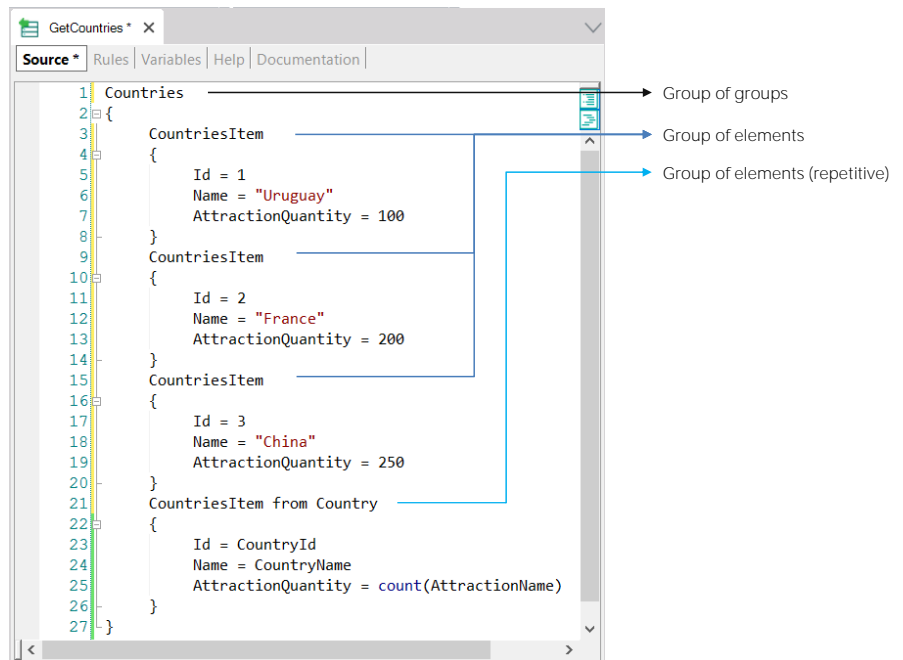 GetCountries *
Source * Rules Variables Help Documentation
1 Countries Group of groups
2 {
3 CountriesItem Group of elements
4 {
5 Id = 1 Group of elements (repetitive)
6 Name = "Uruguay"
7 AttractionQuantity = 100
8 }
9 CountriesItem
10 {
11 Id = 2
12 Name = "France"
13 AttractionQuantity = 200
14 }
15 CountriesItem
16 {
17 Id = 3
18 Name = "China"
19 AttractionQuantity = 250
20 }
21 CountriesItem from Country
22 {
23 Id = CountryId
24 Name = CountryName
25 AttractionQuantity = count(AttractionName)
26 }
27 }